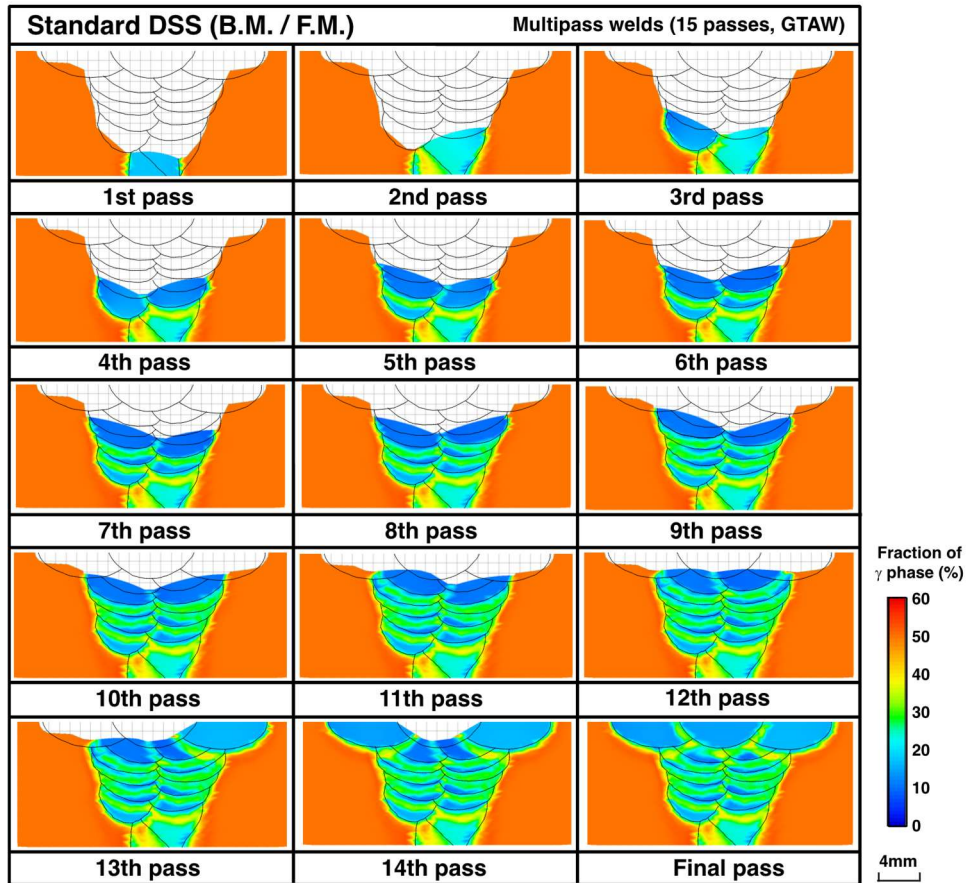 Standard DSS (B.M. / F.M.)
Multipass welds (15 passes, GTAW)
1st pass
2nd pass
3rd pass
4th pass
5th pass
6th pass
7th pass
8th pass
9th pass
10th pass
11th pass
12th pass
13th pass
14th pass
Final pass
Fraction of
γ phase (%)
60
50
40
30
20
10
0
4mm